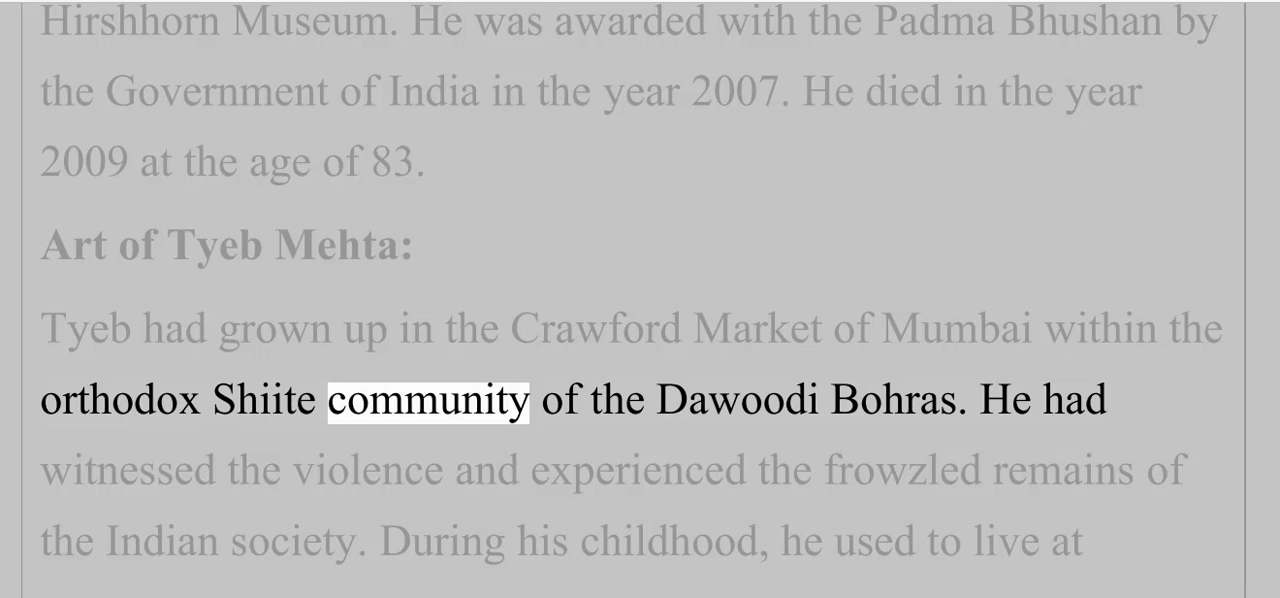 Hirshhorn Museum. He was awarded with the Padma Bhushan by
the Government of India in the year 2007. He died in the year
2009 at the age of 83.
Art of Tyeb Mehta:
Tyeb had grown up in the Crawford Market of Mumbai within the
orthodox Shiite community of the Dawoodi Bohras. He had
witnessed the violence and experienced the frowzled remains of
the Indian society. During his childhood, he used to live at